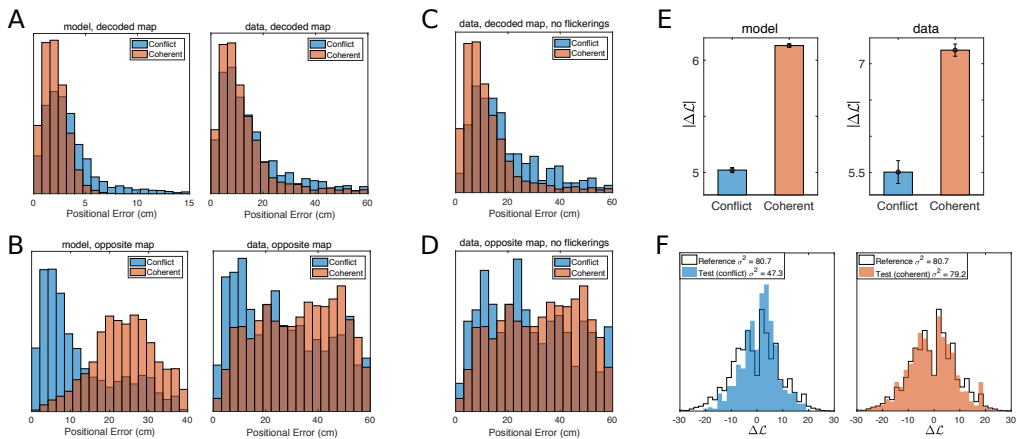 A
model, decoded map
Conflict
Coherent
0 5 10 15
Positional Error (cm)
data, decoded map
Conflict
Coherent
0 20 40 60
Positional Error (cm)
C
data, decoded map, no flickerings
Conflict
Coherent
0 20 40 60
Positional Error (cm)
E
model
6
5
|Δℒ|
Conflict Coherent
data
7
5.5
|Δℒ|
Conflict Coherent
B
model, opposite map
Conflict
Coherent
0 10 20 30 40
Positional Error (cm)
data, opposite map
Conflict
Coherent
0 20 40 60
Positional Error (cm)
D
data, opposite map, no flickerings
Conflict
Coherent
0 20 40 60
Positional Error (cm)
F
Reference σ² = 80.7
Test (conflict) σ² = 47.3
-30 -20 -10 0 10 20 30
Δℒ
Reference σ² = 80.7
Test (coherent) σ² = 79.2
-30 -20 -10 0 10 20 30
Δℒ